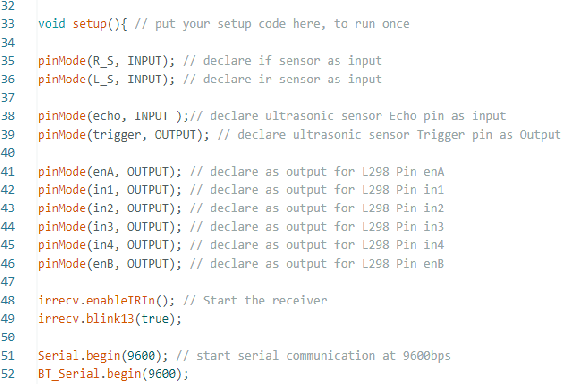 32
33 void setup(){ // put your setup code here, to run once
34
35 pinMode(R_S, INPUT); // declare if sensor as input
36 pinMode(L_S, INPUT); // declare ir sensor as input
37
38 pinMode(echo, INPUT );// declare ultrasonic sensor Echo pin as input
39 pinMode(trigger, OUTPUT); // declare ultrasonic sensor Trigger pin as Output
40
41 pinMode(enA, OUTPUT); // declare as output for L298 Pin enA
42 pinMode(in1, OUTPUT); // declare as output for L298 Pin in1
43 pinMode(in2, OUTPUT); // declare as output for L298 Pin in2
44 pinMode(in3, OUTPUT); // declare as output for L298 Pin in3
45 pinMode(in4, OUTPUT); // declare as output for L298 Pin in4
46 pinMode(enB, OUTPUT); // declare as output for L298 Pin enB
47
48 irrecv.enableIRIn(); // Start the receiver
49 irrecv.blink13(true);
50
51 Serial.begin(9600); // start serial communication at 9600bps
52 BT_Serial.begin(9600);